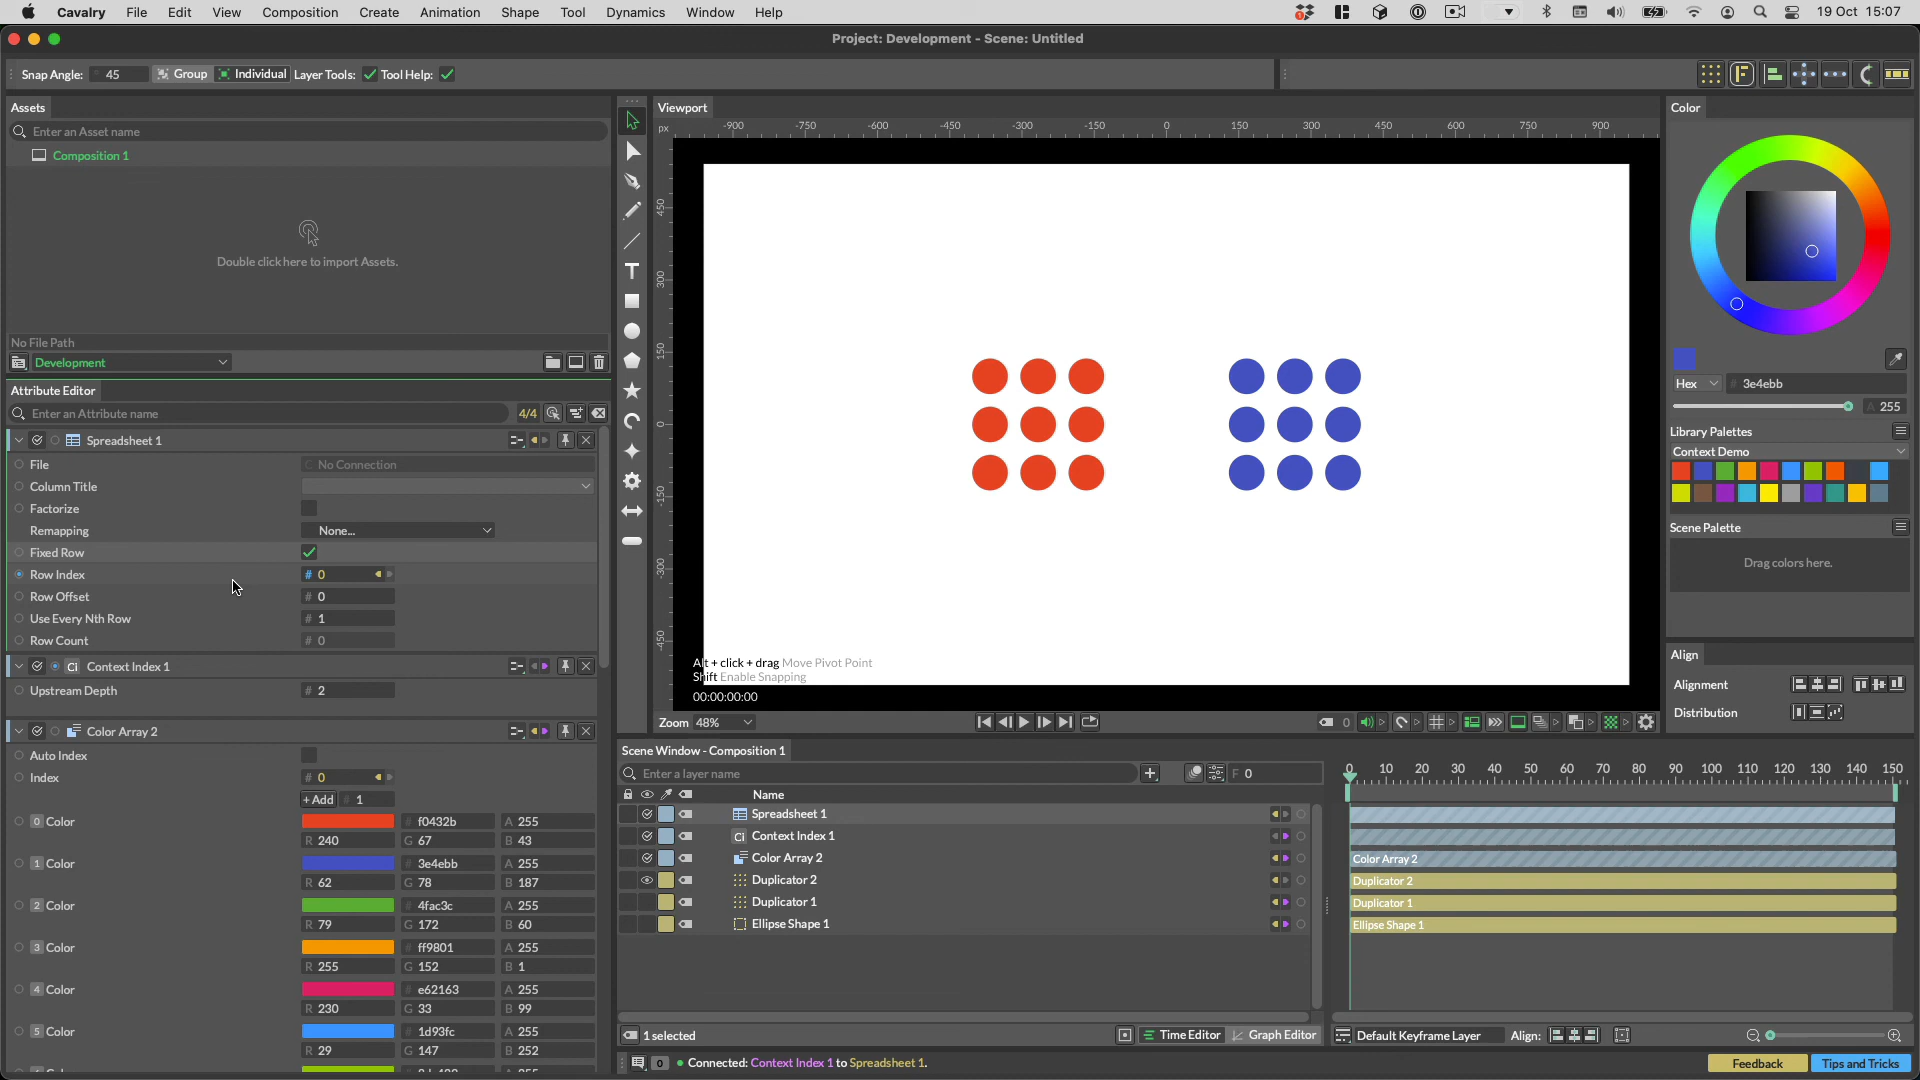 Cavalry File Edit View Composition Create Animation Shape Tool Dynamics Window Help 19 Oct 15:07
Project: Development - Scene: Untitled
Snap Angle: 45 Group Individual Layer Tools: Tool Help:
Assets
Enter an Asset name
Composition 1
Double click here to import Assets.
No File Path
Development
Attribute Editor
Enter an Attribute name 4/4
Spreadsheet 1
File C No Connection
Column Title
Factorize
Remapping None...
Fixed Row
Row Index # 0
Row Offset # 0
Use Every Nth Row # 1
Row Count # 0
Ci Context Index 1
Upstream Depth # 2
Color Array 2
Auto Index
Index # 0
+ Add # 1
0 Color # f0432b A 255
R 240 G 67 B 43
1 Color # 3e4ebb A 255
R 62 G 78 B 187
2 Color # 4fac3c A 255
R 79 G 172 B 60
3 Color # ff9801 A 255
R 255 G 152 B 1
4 Color # e62163 A 255
R 230 G 33 B 99
5 Color # 1d93fc A 255
R 29 G 147 B 252
Viewport
px -900 -750 -600 -450 -300 -150 0 150 300 450 600 750 900
450
300
150
0
-150
-300
-450
T
Alt + click + drag Move Pivot Point
Shift Enable Snapping
00:00:00:00
Zoom 48% 0
Scene Window - Composition 1
Enter a layer name F 0
Name
Spreadsheet 1
Ci Context Index 1
Color Array 2
Duplicator 2
Duplicator 1
Ellipse Shape 1
0 10 20 30 40 50 60 70 80 90 100 110 120 130 140 150
Color Array 2
Duplicator 2
Duplicator 1
Ellipse Shape 1
1 selected Time Editor Graph Editor Default Keyframe Layer Align:
0 Connected: Context Index 1 to Spreadsheet 1.
Feedback Tips and Tricks
Color
Hex # 3e4ebb
A 255
Library Palettes
Context Demo
Scene Palette
Drag colors here.
Align
Alignment
Distribution